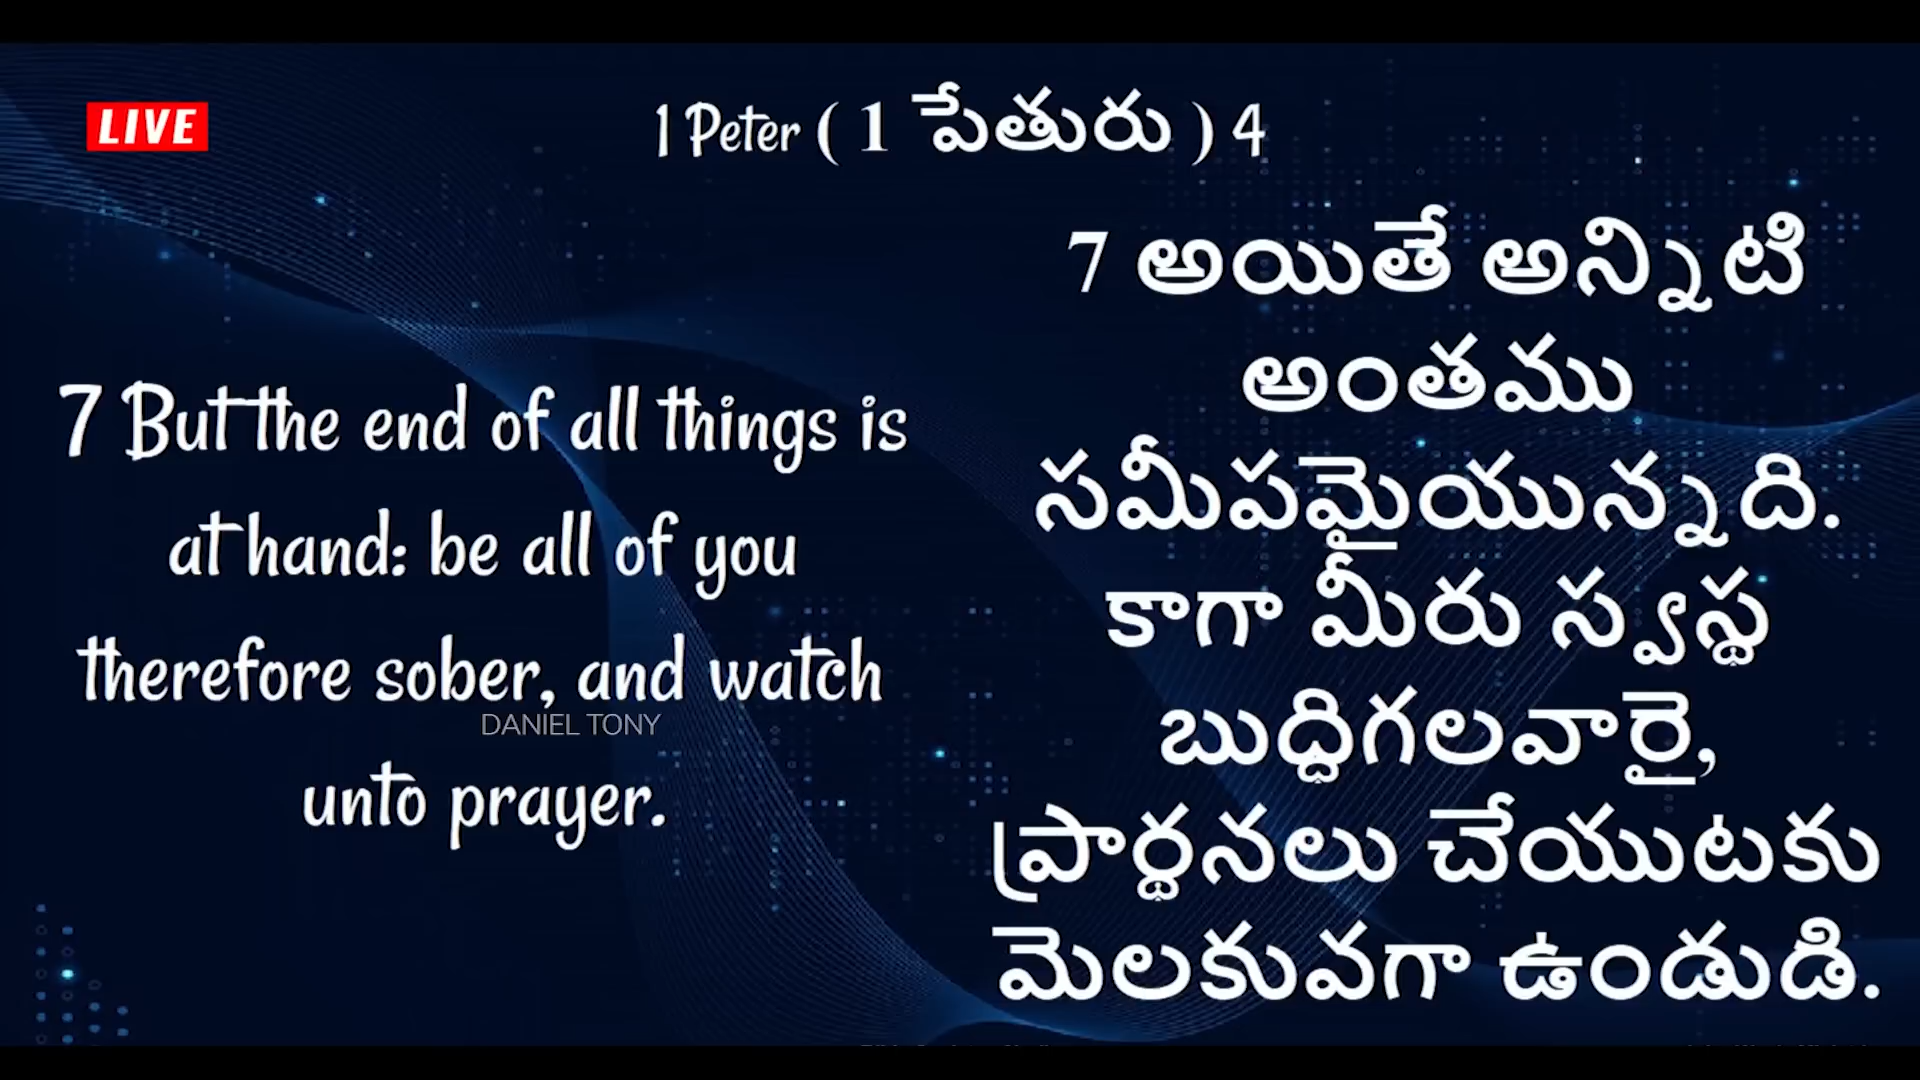 LIVE
1 Peter ( 1 పేతురు ) 4
7 But the end of all things is
at hand: be all of you
therefore sober, and watch
unto prayer.
DANIEL TONY
7 అయితే అన్నిటి
అంతము
సమీపమైయున్నది.
కాగా మీరు స్వస్థ
బుద్ధిగలవారై,
ప్రార్థనలు చేయుటకు
మెలకువగా ఉండుడి.